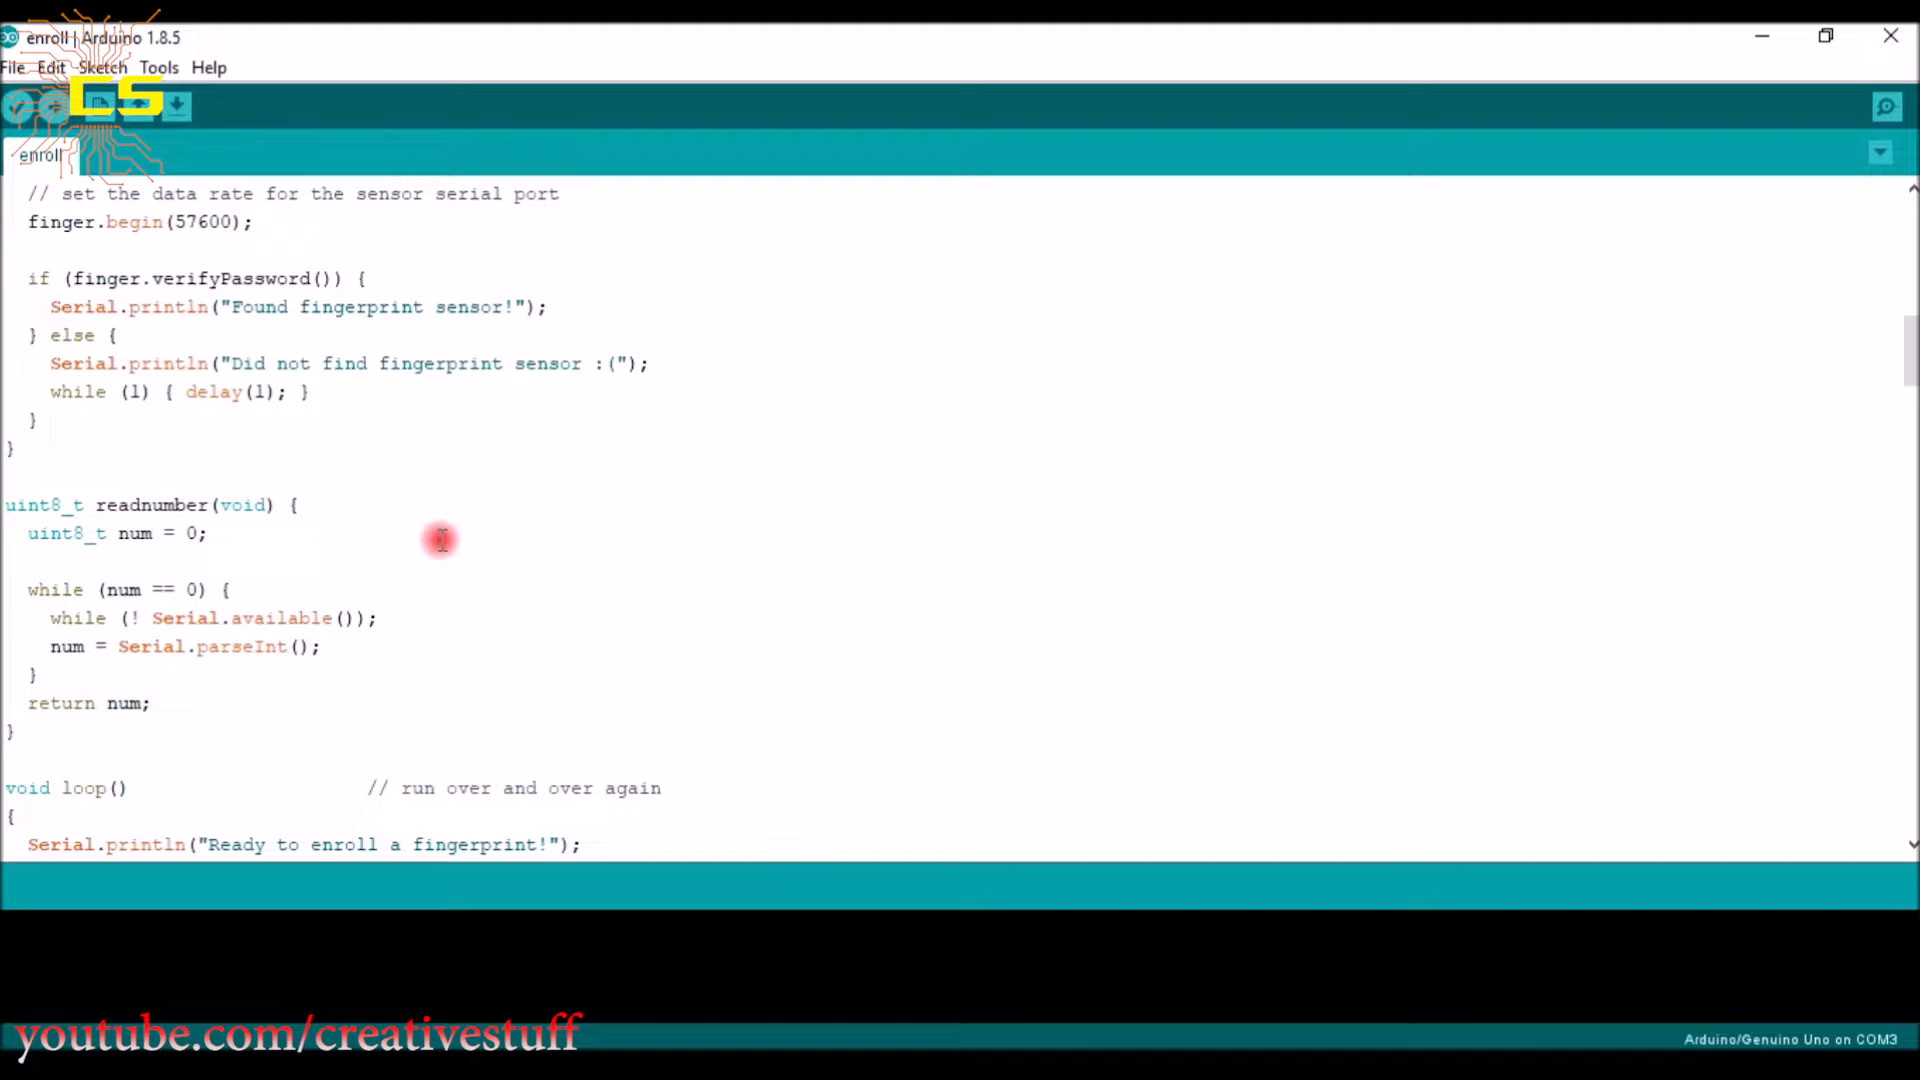 enroll | Arduino 1.8.5
File Edit Sketch Tools Help
CS
enroll
// set the data rate for the sensor serial port
finger.begin(57600);
if (finger.verifyPassword()) {
Serial.println("Found fingerprint sensor!");
} else {
Serial.println("Did not find fingerprint sensor :(");
while (1) { delay(1); }
}
}
uint8_t readnumber(void) {
uint8_t num = 0;
while (num == 0) {
while (! Serial.available());
num = Serial.parseInt();
}
return num;
}
void loop() // run over and over again
{
Serial.println("Ready to enroll a fingerprint!");
youtube.com/creativestuff
Arduino/Genuino Uno on COM3